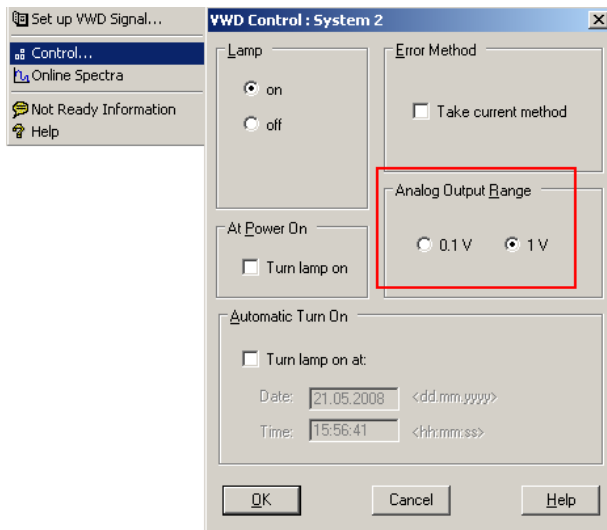 Set up VWD Signal...
Control...
Online Spectra
Not Ready Information
Help
VWD Control : System 2
Lamp
on
off
Error Method
Take current method
Analog Output Range
0.1 V 1 V
At Power On
Turn lamp on
Automatic Turn On
Turn lamp on at:
Date: 21.05.2008 <dd.mm.yyyy>
Time: 15:56:41 <hh:mm:ss>
OK Cancel Help